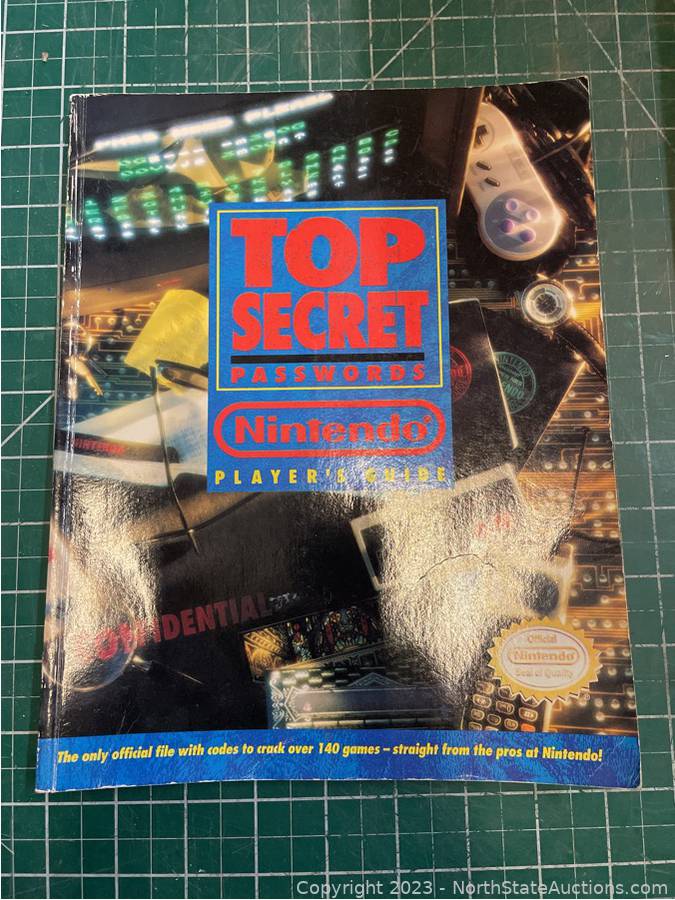 TOP
SECRET
PASSWORDS
Nintendo®
PLAYER'S GUIDE
NINTENDO
CONFIDENTIAL
Official
Nintendo
Seal of Quality
The only official file with codes to crack over 140 games – straight from the pros at Nintendo!
Copyright 2023 - NorthStateAuctions.com